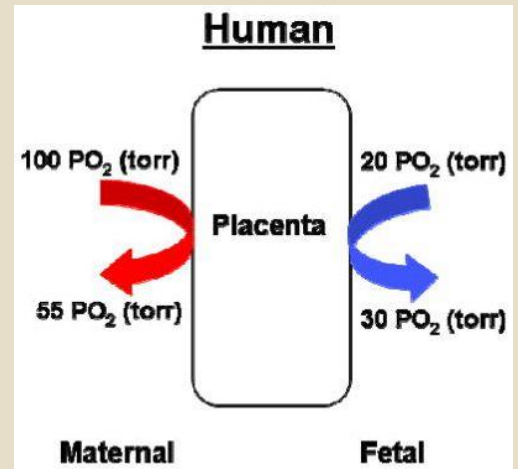 Human
100 PO₂ (torr)
20 PO₂ (torr)
Placenta
55 PO₂ (torr)
30 PO₂ (torr)
Maternal
Fetal